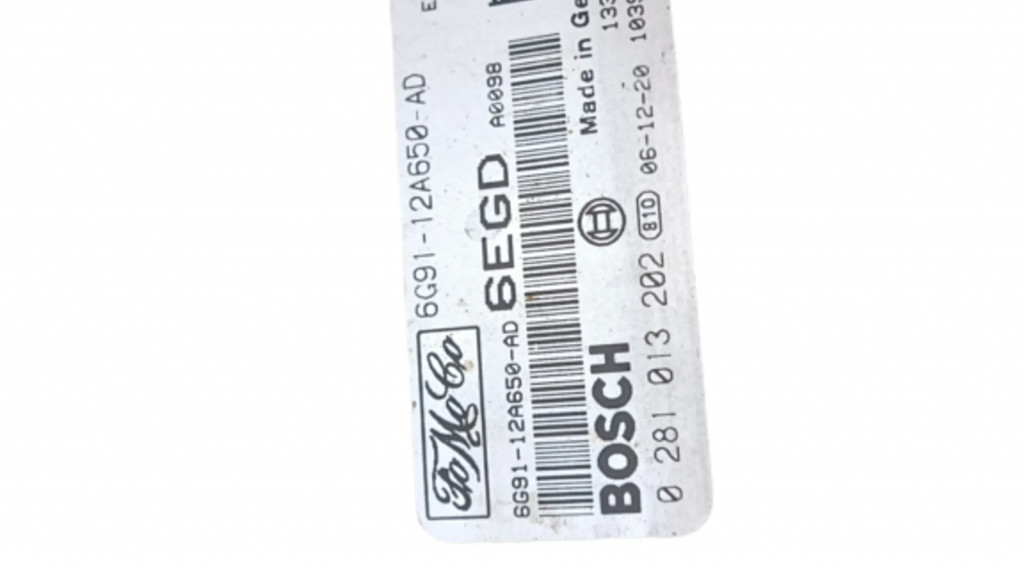 FoMoCo
6G91-12A650-AD
6EGD
6G91-12A650-AD
A0098
Made in
BOSCH
0 281 013 202
810
06-12-20